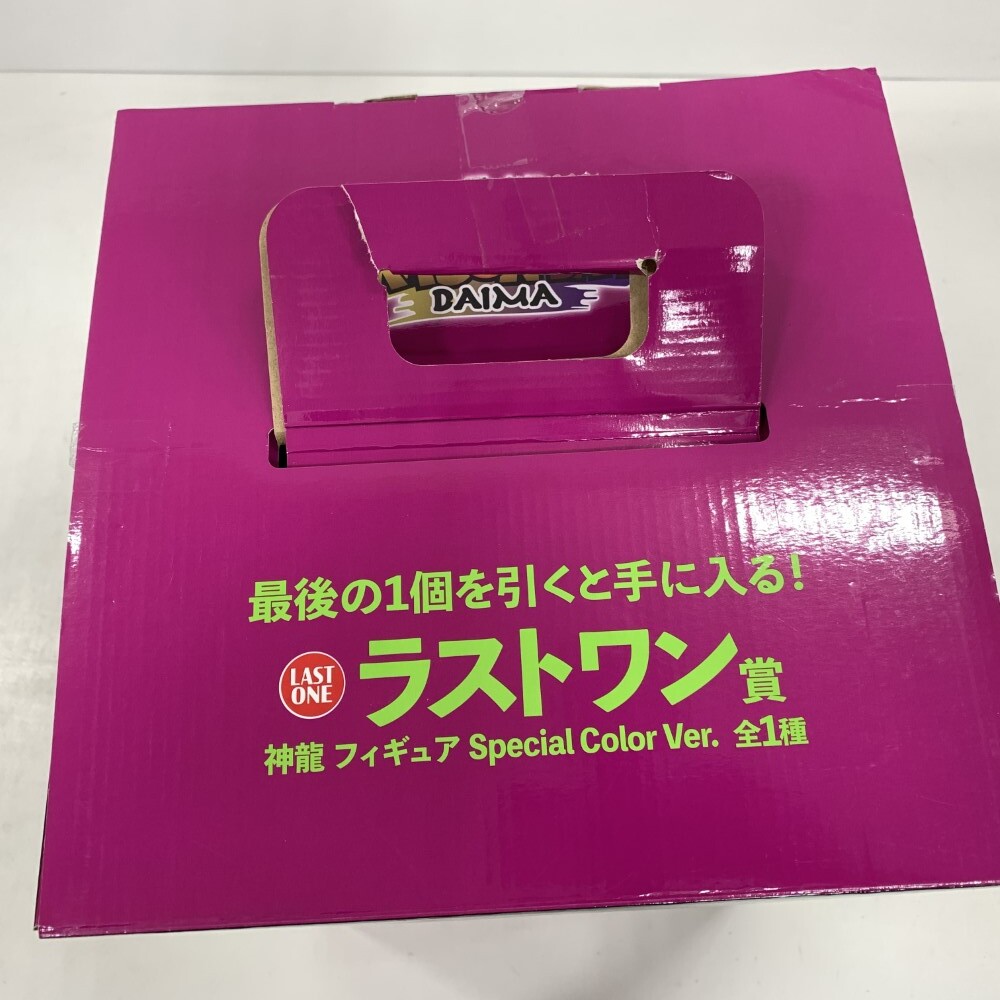 DAIMA
最後の1個を引くと手に入る!
LAST
ONE
ラストワン賞
神龍 フィギュア Special Color Ver. 全1種